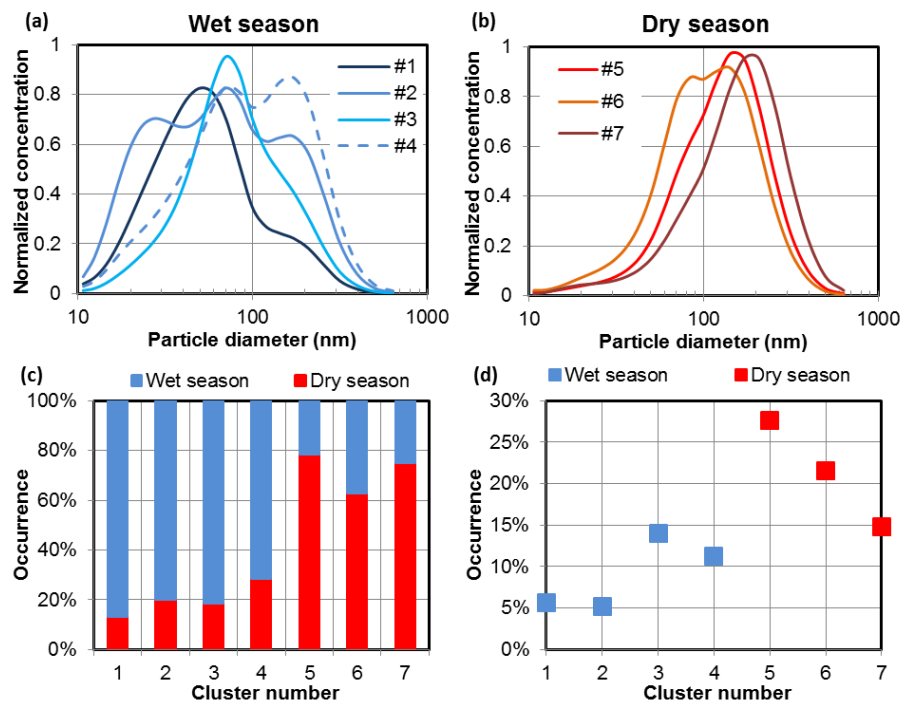 (a) Wet season
1
0.8
0.6
0.4
0.2
0
Normalized concentration
#1
#2
#3
#4
10 100 1000
Particle diameter (nm)
(b) Dry season
1
0.8
0.6
0.4
0.2
0
Normalized concentration
#5
#6
#7
10 100 1000
Particle diameter (nm)
(c) Wet season Dry season
100%
80%
60%
40%
20%
0%
Occurrence
1 2 3 4 5 6 7
Cluster number
(d) Wet season Dry season
30%
25%
20%
15%
10%
5%
0%
Occurrence
1 2 3 4 5 6 7
Cluster number